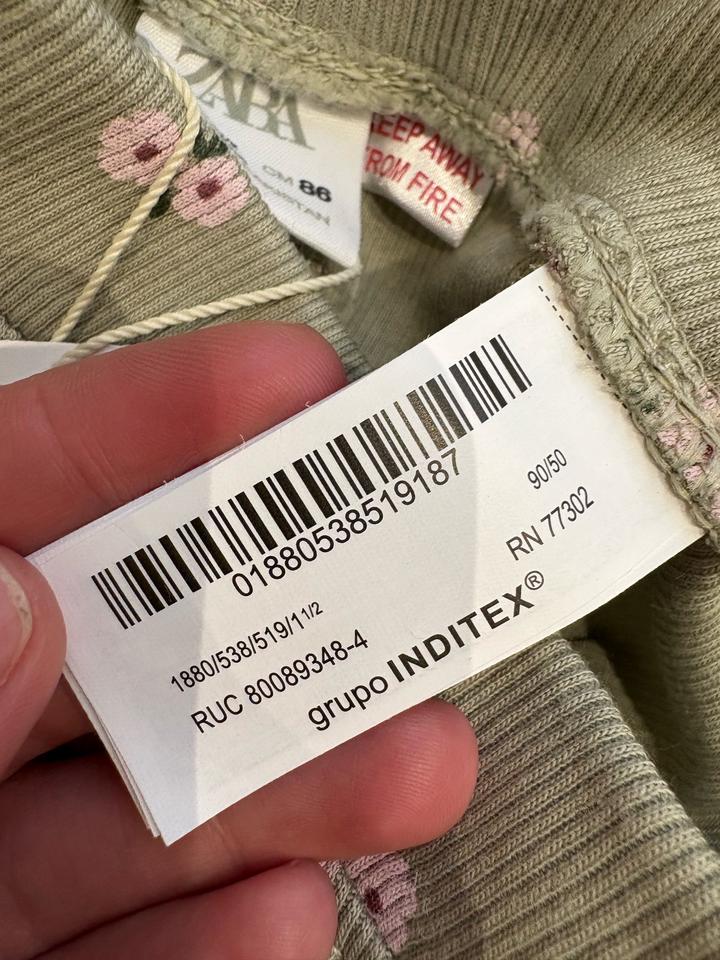 ZARA
CM 86
KEEP AWAY
FROM FIRE
01880538519187
90/50
1880/538/519/1 1/2
RN 77302
RUC 80089348-4
grupo INDITEX®